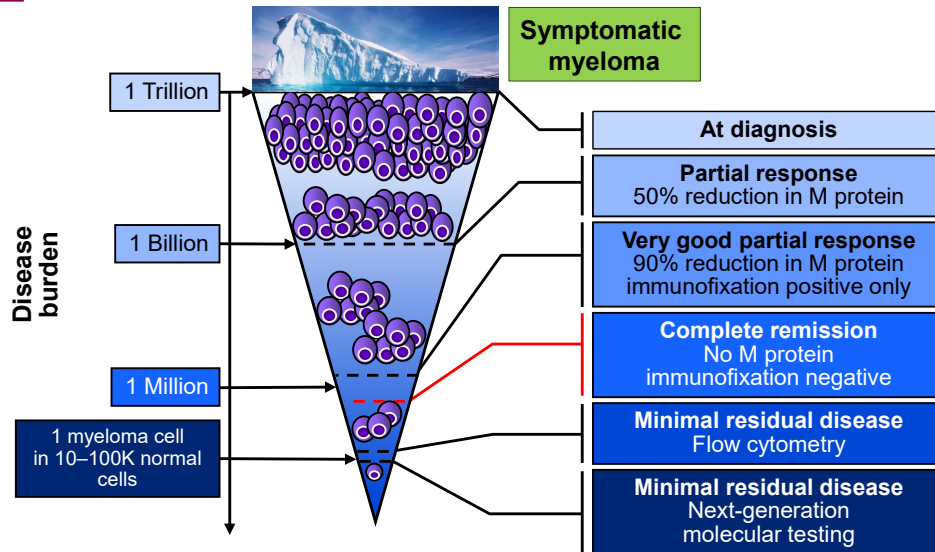 Symptomatic
myeloma
1 Trillion
At diagnosis
Partial response
50% reduction in M protein
1 Billion
Very good partial response
90% reduction in M protein
immunofixation positive only
Disease
burden
Complete remission
No M protein
immunofixation negative
1 Million
1 myeloma cell
in 10–100K normal
cells
Minimal residual disease
Flow cytometry
Minimal residual disease
Next-generation
molecular testing